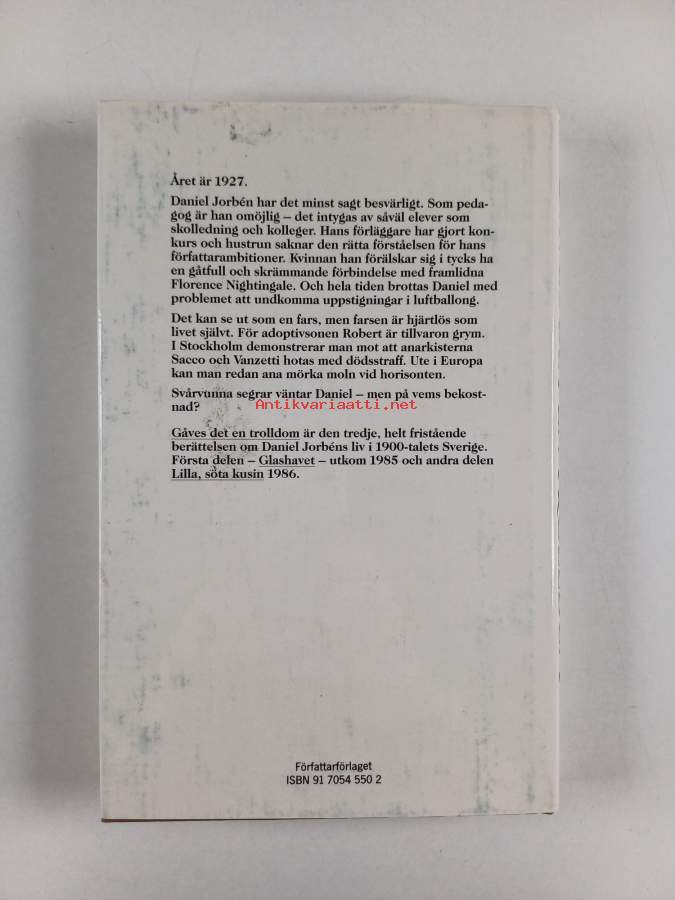 Året är 1927.
Daniel Jorbén har det minst sagt besvärligt. Som peda-
gog är han omöjlig – det intygas av såväl elever som
skolledning och kolleger. Hans förläggare har gjort kon-
kurs och hustrun saknar den rätta förståelsen för hans
författarambitioner. Kvinnan han förälskar sig i tycks ha
en gåtfull och skrämmande förbindelse med framlidna
Florence Nightingale. Och hela tiden brottas Daniel med
problemet att undkomma uppstigningar i luftballong.
Det kan se ut som en fars, men farsen är hjärtlös som
livet självt. För adoptivsonen Robert är tillvaron grym.
I Stockholm demonstrerar man mot att anarkisterna
Sacco och Vanzetti hotas med dödsstraff. Ute i Europa
kan man redan ana mörka moln vid horisonten.
Svårvunna segrar väntar Daniel – men på vems bekost-
nad?
Antikvariaatti.net
Gåves det en trolldom är den tredje, helt fristående
berättelsen om Daniel Jorbéns liv i 1900-talets Sverige.
Första delen – Glashavet – utkom 1985 och andra delen
Lilla, söta kusin 1986.
Författarförlaget
ISBN 91 7054 550 2